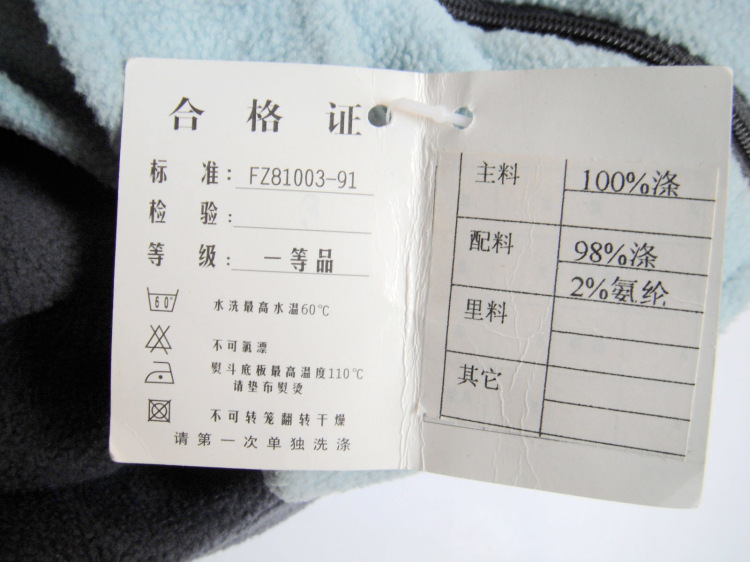 合格证
标准: FZ81003-91
检验:
等级: 一等品
60°
水洗最高水温60℃
不可氯漂
熨斗底板最高温度110℃
请垫布熨烫
不可转笼翻转干燥
请第一次单独洗涤
主料 100%涤
配料 98%涤
2%氨纶
里料
其它